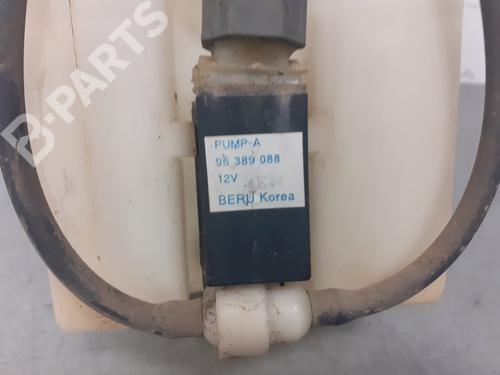 B-PARTS
PUMP-A
96 389 088
12V
BERU Korea
A